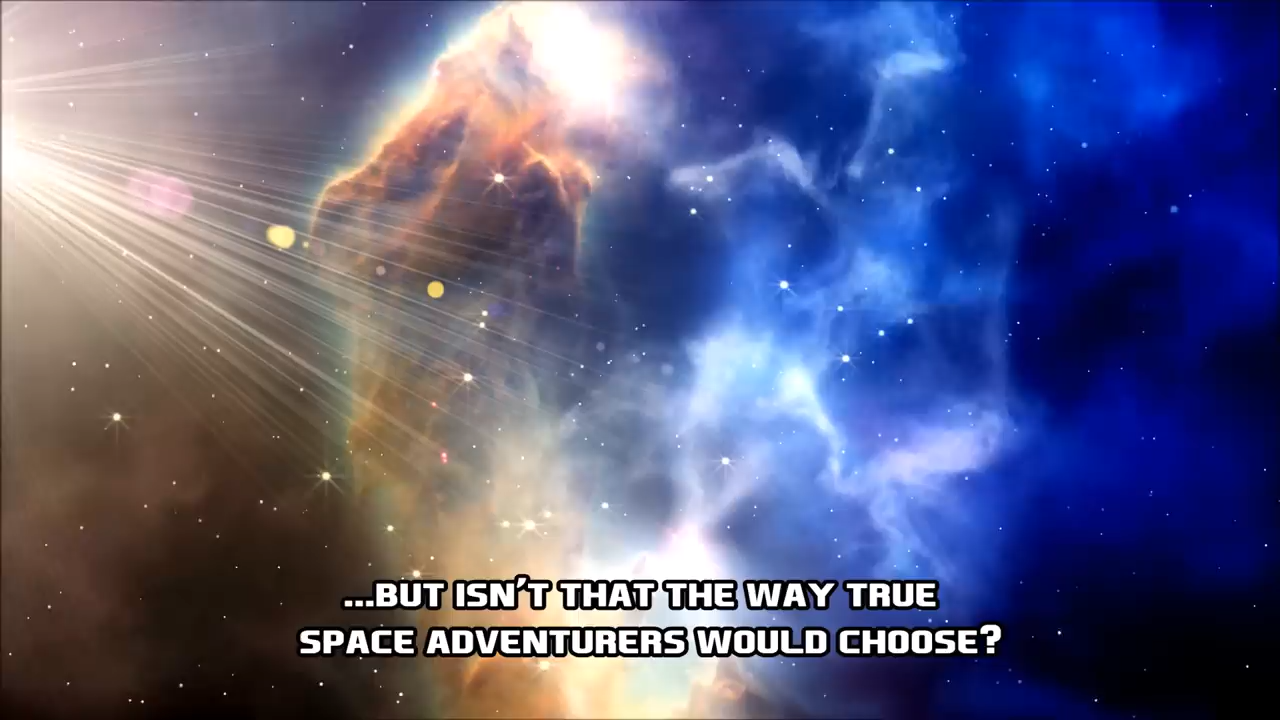 ...BUT ISN'T THAT THE WAY TRUE
SPACE ADVENTURERS WOULD CHOOSE?